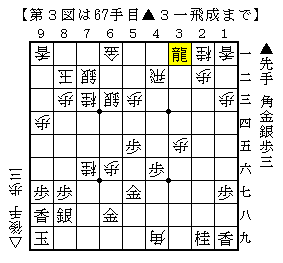 【第３図は67手目▲３一飛成まで】
９ ８ ７ ６ ５ ４ ３ ２ １
香 金 龍 桂 香 一
玉 銀 飛 歩 二
歩 桂 銀 歩 歩 三
歩 四
歩 歩 五
桂 歩 歩 六
歩 歩 金 歩 七
香 銀 金 八
玉 角 桂 香 九
▲先手 角金銀歩三
△後手 歩三